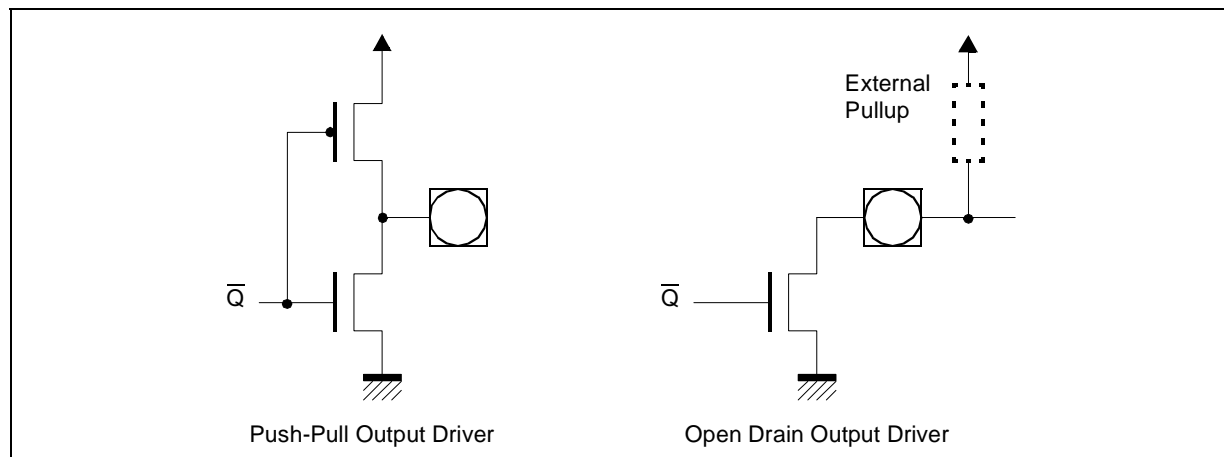 External
Pullup
Q̅
Q̅
Push-Pull Output Driver
Open Drain Output Driver